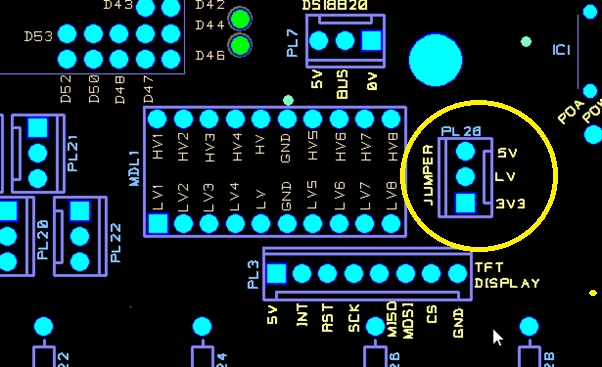 D43
D42
DS18B20
D44
D53
D46
PL7
IC1
D52
D50
D48
D47
5V
BUS
0V
POA
HV1
HV2
HV3
HV4
HV
GND
HV5
HV6
HV7
HV8
MDL1
LV1
LV2
LV3
LV4
LV
GND
LV5
LV6
LV7
LV8
PL26
JUMPER
5V
LV
3V3
PL21
PL20
PL22
PL3
TFT
DISPLAY
5V
INT
RST
SCK
MISO
MOSI
CS
GND